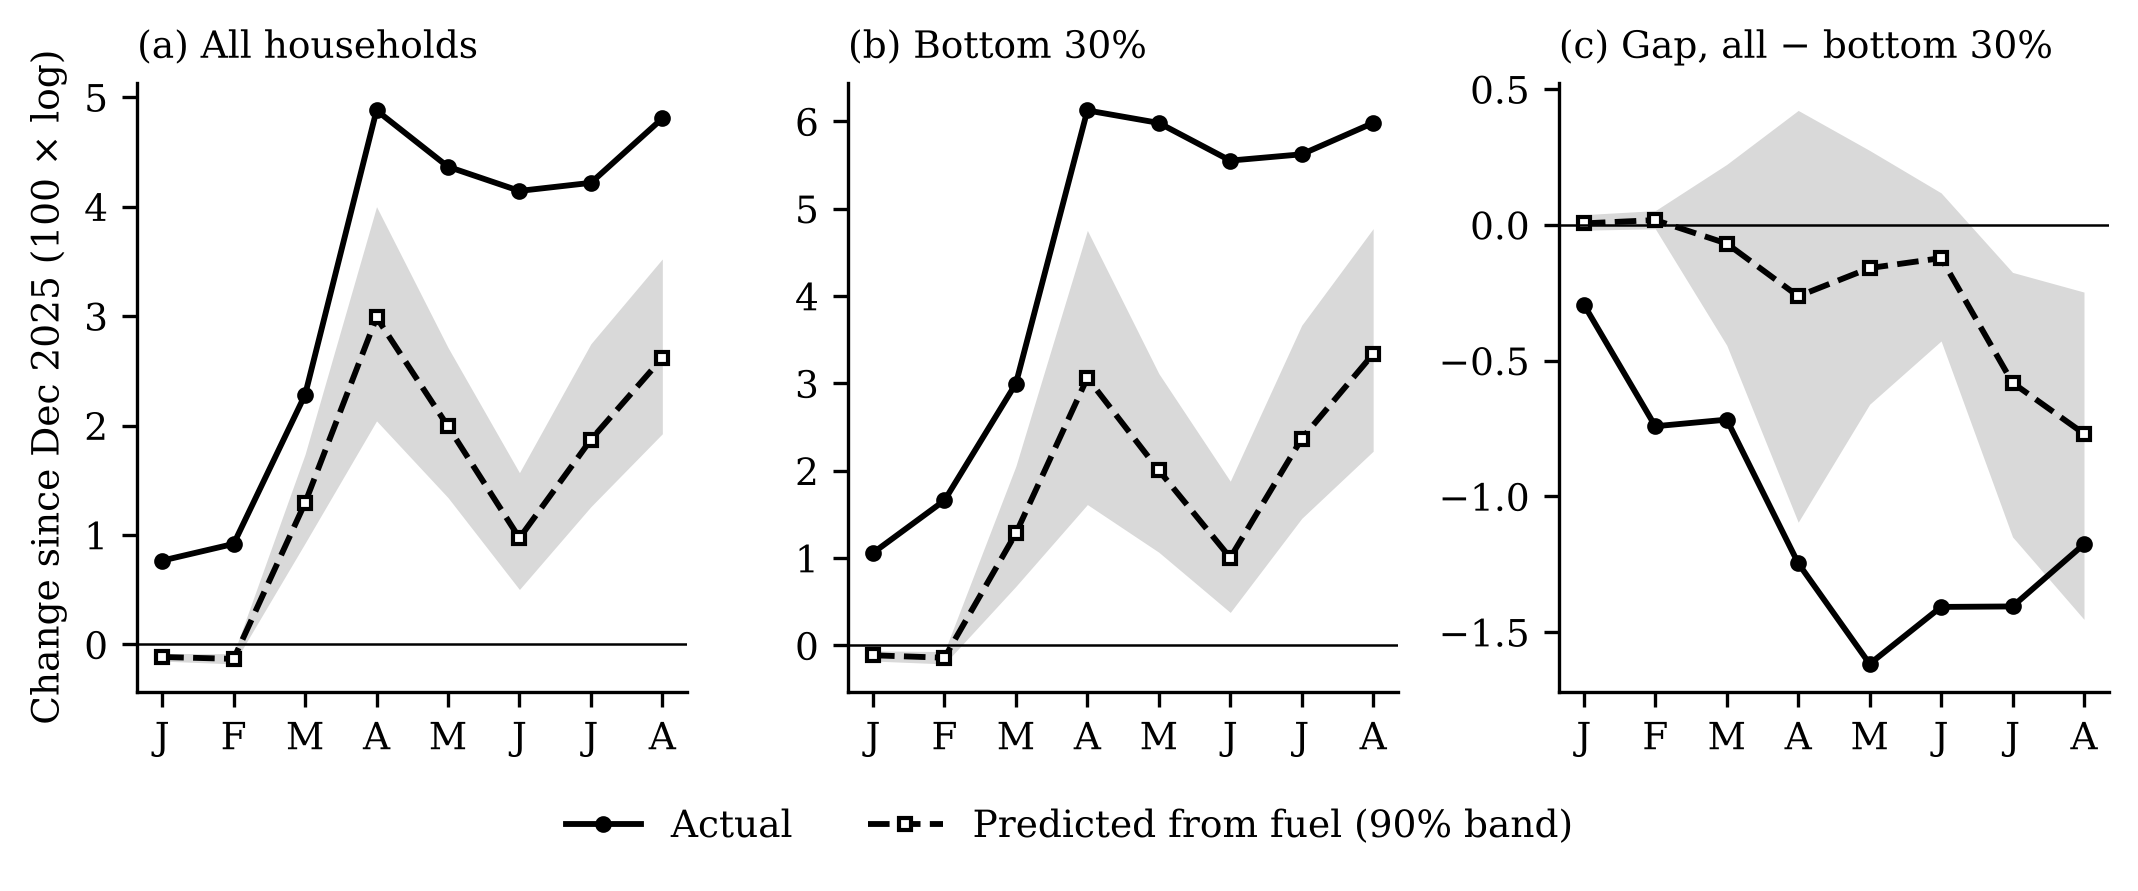 (a) All households
(b) Bottom 30%
(c) Gap, all − bottom 30%
Change since Dec 2025 (100 × log)
5
4
3
2
1
0
J F M A M J J A
6
5
4
3
2
1
0
J F M A M J J A
0.5
0.0
−0.5
−1.0
−1.5
J F M A M J J A
Actual
Predicted from fuel (90% band)